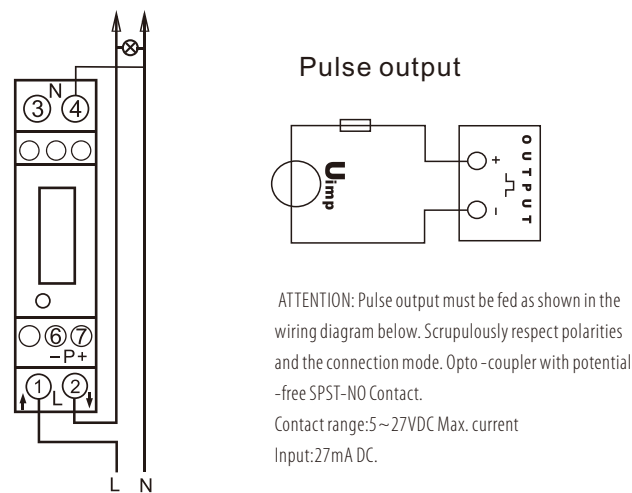 N
3 4
6 7
–P+
1 L 2
L N
Pulse output
Uimp
+
–
OUTPUT
ATTENTION: Pulse output must be fed as shown in the
wiring diagram below. Scrupulously respect polarities
and the connection mode. Opto -coupler with potential
-free SPST-NO Contact.
Contact range:5~27VDC Max. current
Input:27mA DC.